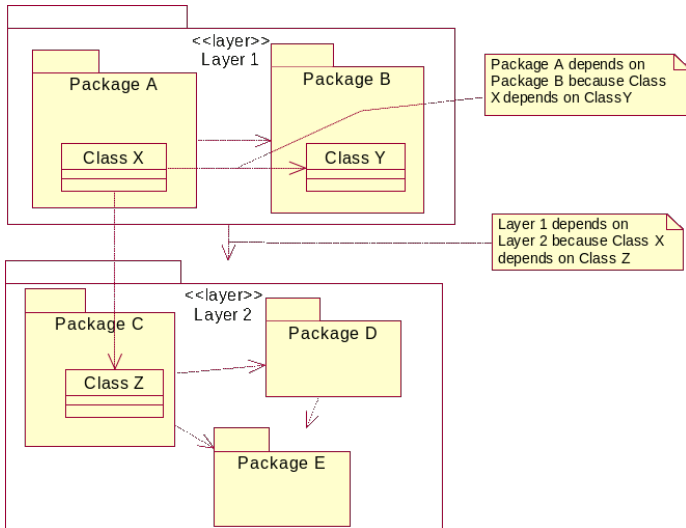 <<layer>>
Layer 1
Package A
Package B
Class X
Class Y
Package A depends on
Package B because Class
X depends on ClassY
Layer 1 depends on
Layer 2 because Class X
depends on Class Z
<<layer>>
Layer 2
Package C
Package D
Class Z
Package E